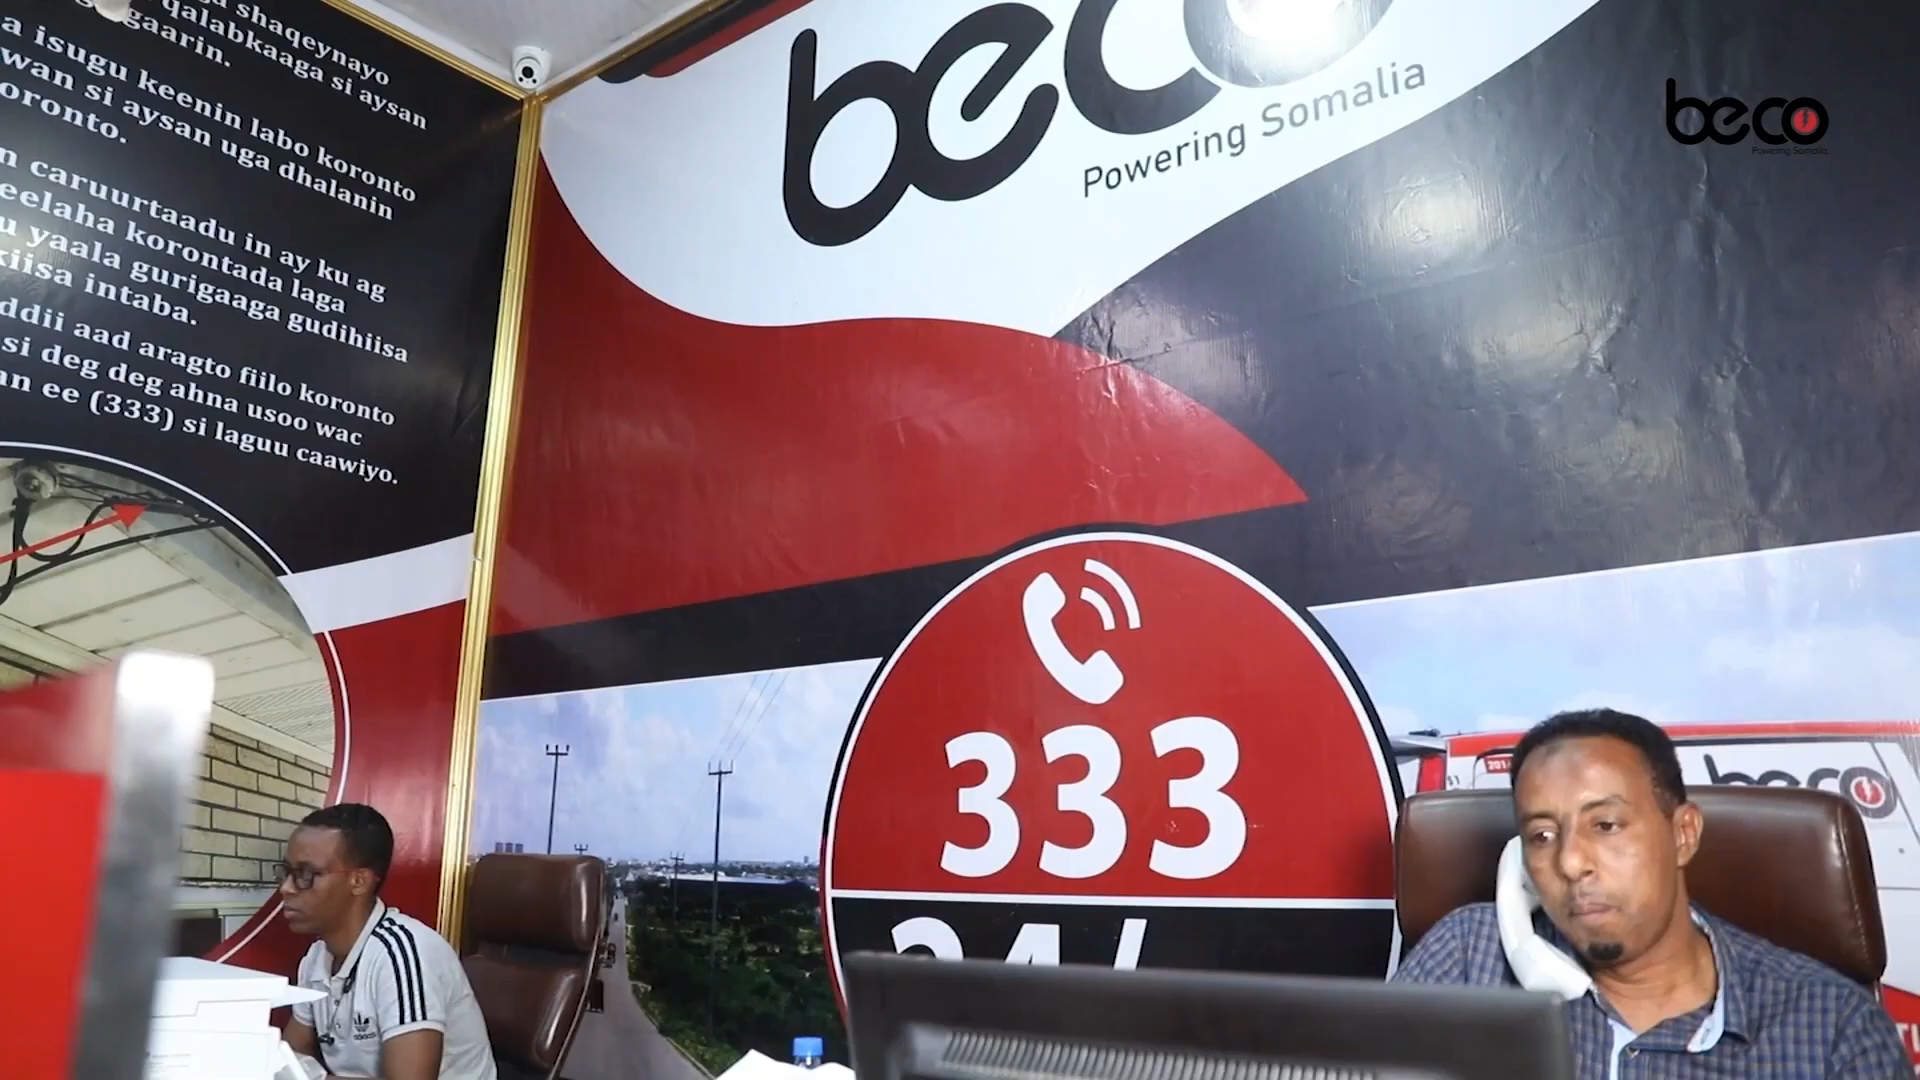 shaqeynayo
qalabkaaga si aysan
gaarin.
a isugu keenin labo koronto
wan si aysan uga dhalanin
oronto.
n caruurtaadu in ay ku ag
eelaha korontada laga
u yaala gurigaaga gudihiisa
kiisa intaba.
ddii aad aragto fiilo koronto
si deg deg ahna usoo wac
an ee (333) si laguu caawiyo.
beco
Powering Somalia
beco
Powering Somalia
333
24/
beco